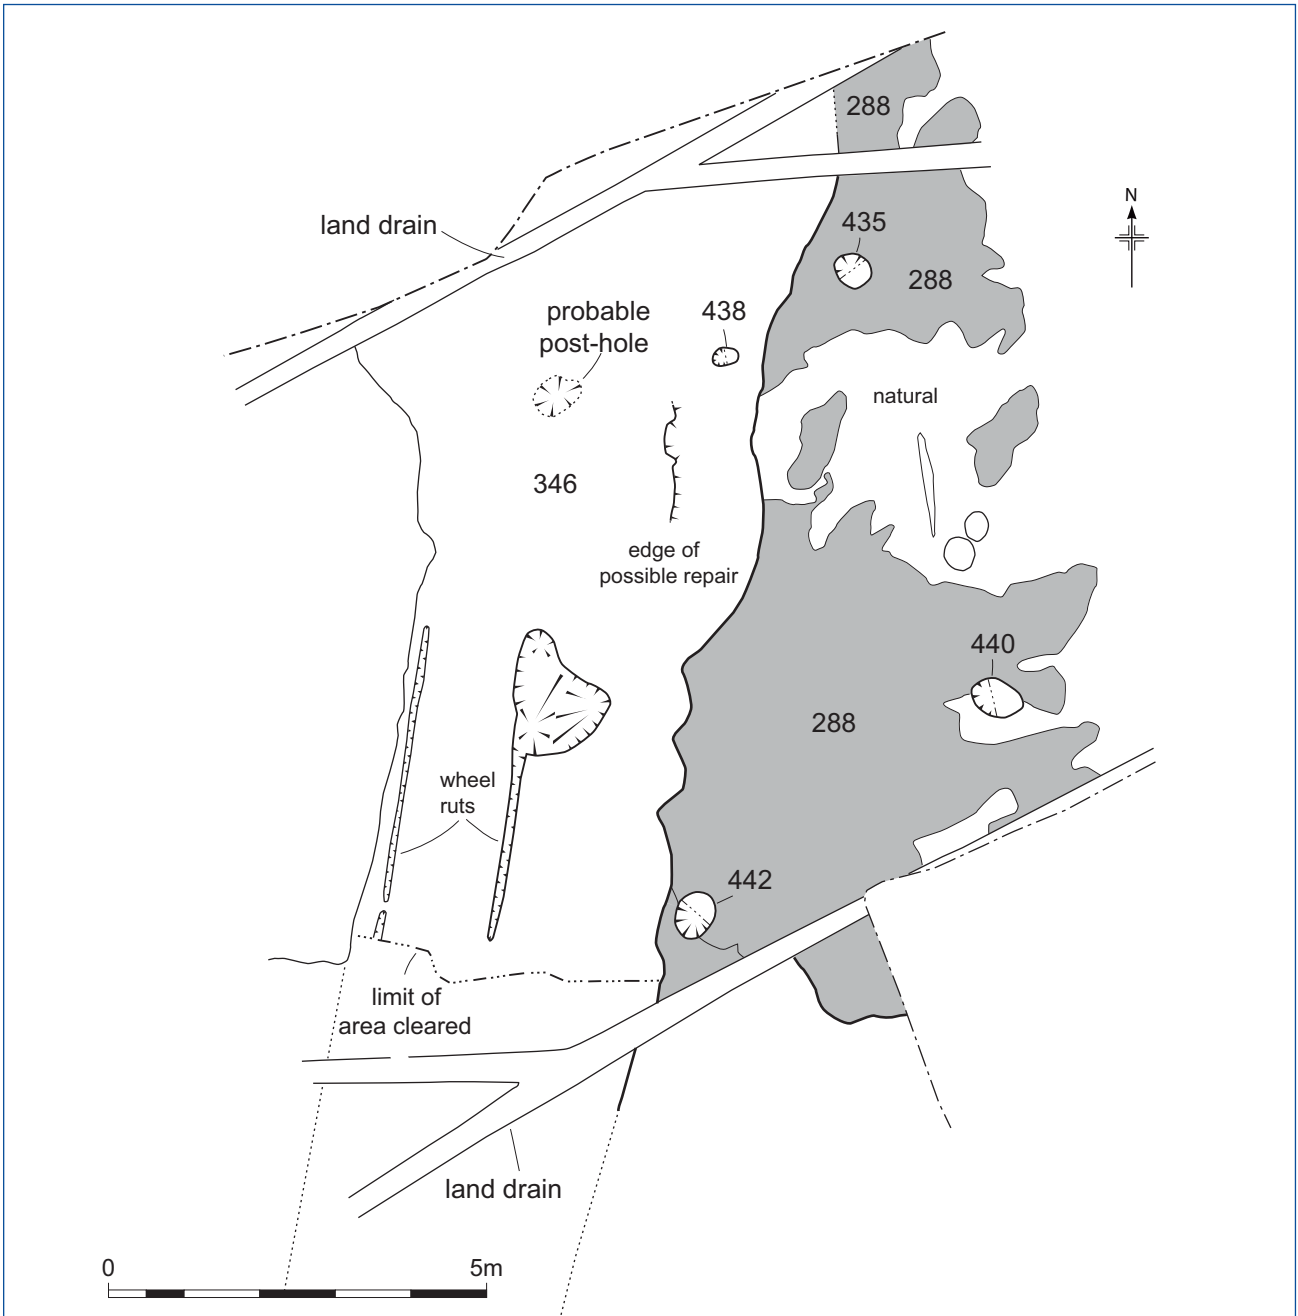 288
N
435
land drain
288
probable
post-hole
438
natural
346
edge of
possible repair
440
288
wheel
ruts
442
limit of
area cleared
land drain
0
5m